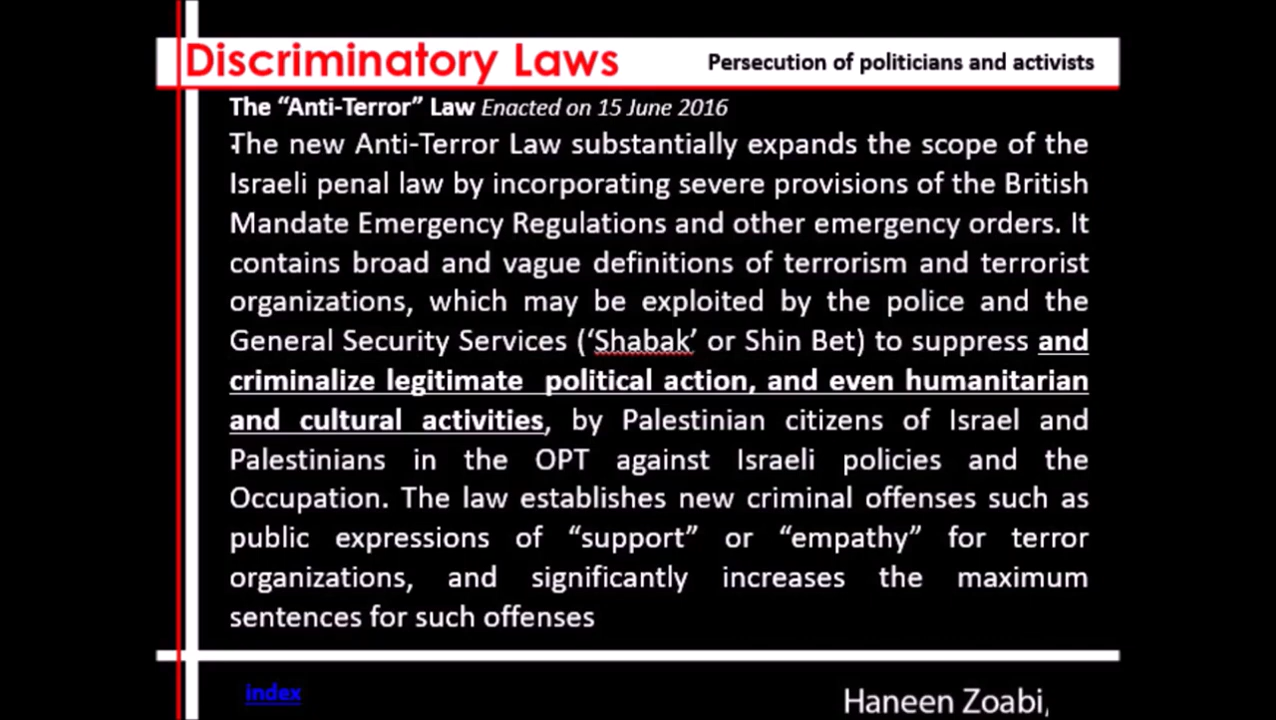 Discriminatory Laws
Persecution of politicians and activists
The “Anti-Terror” Law Enacted on 15 June 2016
The new Anti-Terror Law substantially expands the scope of the
Israeli penal law by incorporating severe provisions of the British
Mandate Emergency Regulations and other emergency orders. It
contains broad and vague definitions of terrorism and terrorist
organizations, which may be exploited by the police and the
General Security Services (‘Shabak’ or Shin Bet) to suppress and
criminalize legitimate political action, and even humanitarian
and cultural activities, by Palestinian citizens of Israel and
Palestinians in the OPT against Israeli policies and the
Occupation. The law establishes new criminal offenses such as
public expressions of “support” or “empathy” for terror
organizations, and significantly increases the maximum
sentences for such offenses
index
Haneen Zoabi,